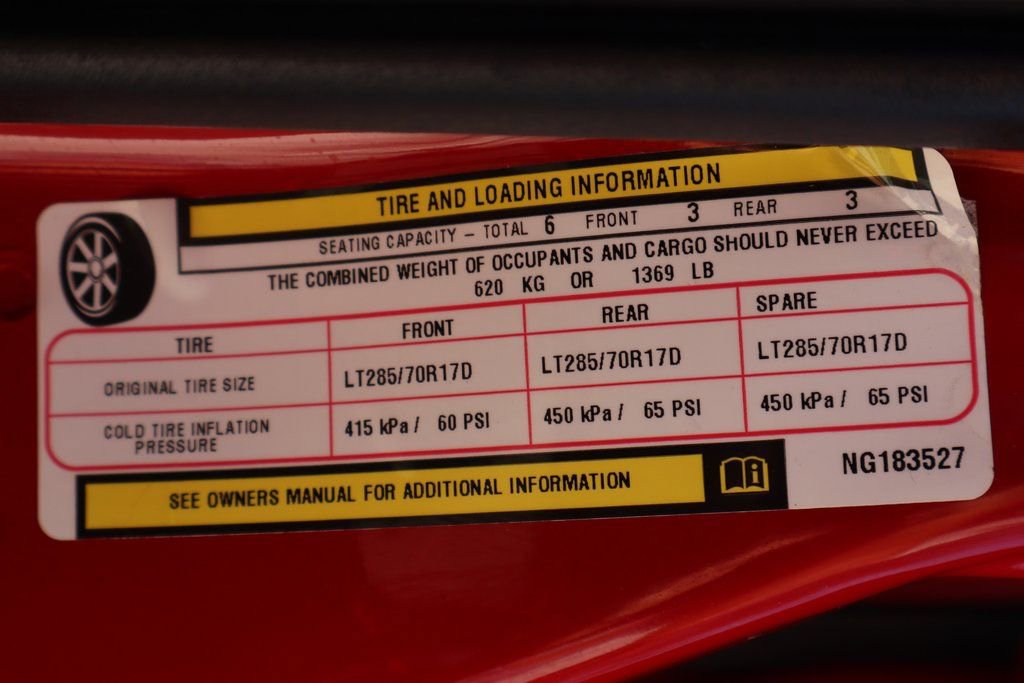 TIRE AND LOADING INFORMATION
SEATING CAPACITY – TOTAL 6 FRONT 3 REAR 3
THE COMBINED WEIGHT OF OCCUPANTS AND CARGO SHOULD NEVER EXCEED
620 KG OR 1369 LB
TIRE FRONT REAR SPARE
ORIGINAL TIRE SIZE LT285/70R17D LT285/70R17D LT285/70R17D
COLD TIRE INFLATION PRESSURE 415 kPa / 60 PSI 450 kPa / 65 PSI 450 kPa / 65 PSI
SEE OWNERS MANUAL FOR ADDITIONAL INFORMATION
NG183527